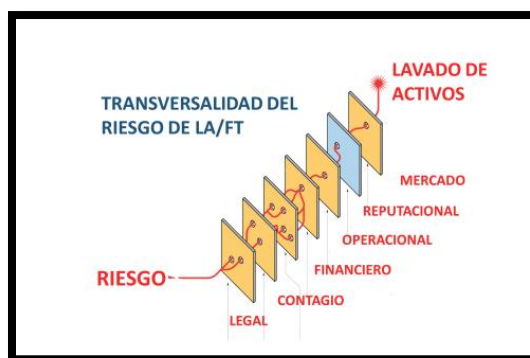 LAVADO DE
ACTIVOS
TRANSVERSALIDAD DEL
RIESGO DE LA/FT
MERCADO
REPUTACIONAL
OPERACIONAL
FINANCIERO
RIESGO
CONTAGIO
LEGAL